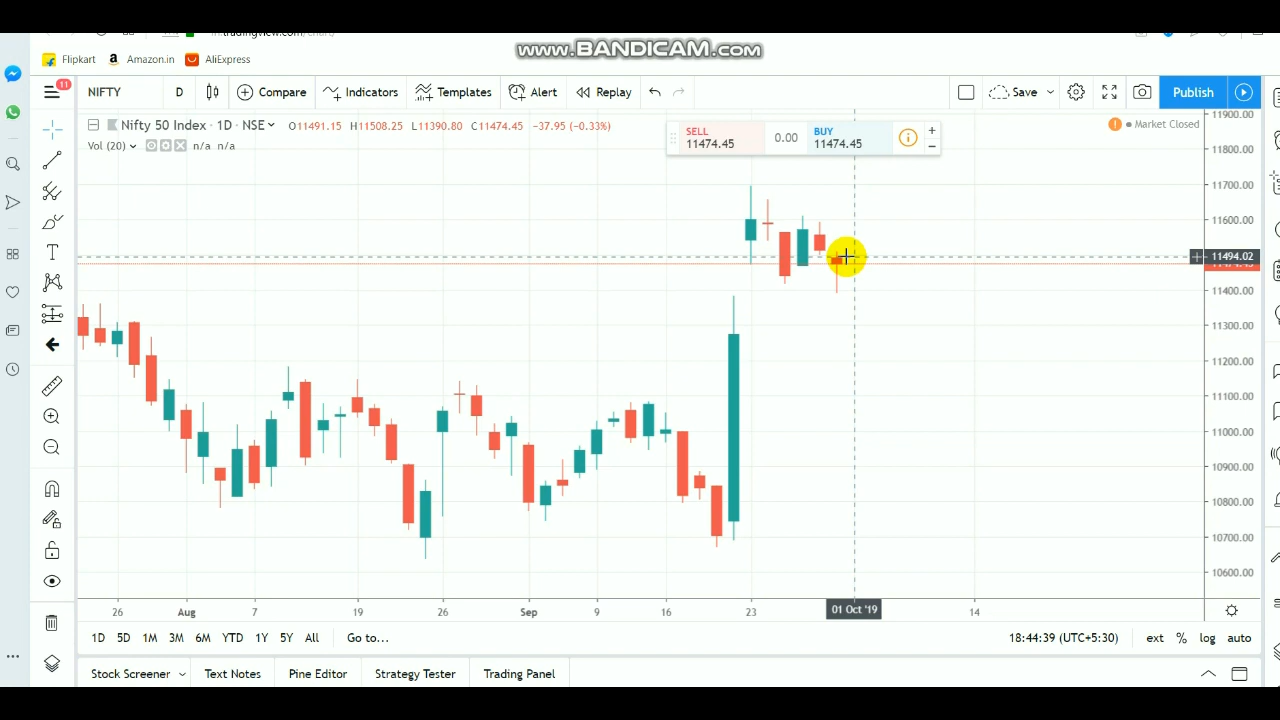 www.BANDICAM.com
Flipkart Amazon.in AliExpress
11
NIFTY D Compare Indicators Templates Alert Replay Save Publish
Nifty 50 Index · 1D · NSE O11491.15 H11508.25 L11390.80 C11474.45 -37.95 (-0.33%)
Vol (20) n/a n/a
SELL
11474.45
0.00
BUY
11474.45
Market Closed
11900.00
11800.00
11700.00
11600.00
11494.02
11400.00
11300.00
11200.00
11100.00
11000.00
10900.00
10800.00
10700.00
10600.00
26 Aug 7 19 26 Sep 9 16 23 01 Oct '19 14
1D 5D 1M 3M 6M YTD 1Y 5Y All Go to... 18:44:39 (UTC+5:30) ext % log auto
Stock Screener Text Notes Pine Editor Strategy Tester Trading Panel